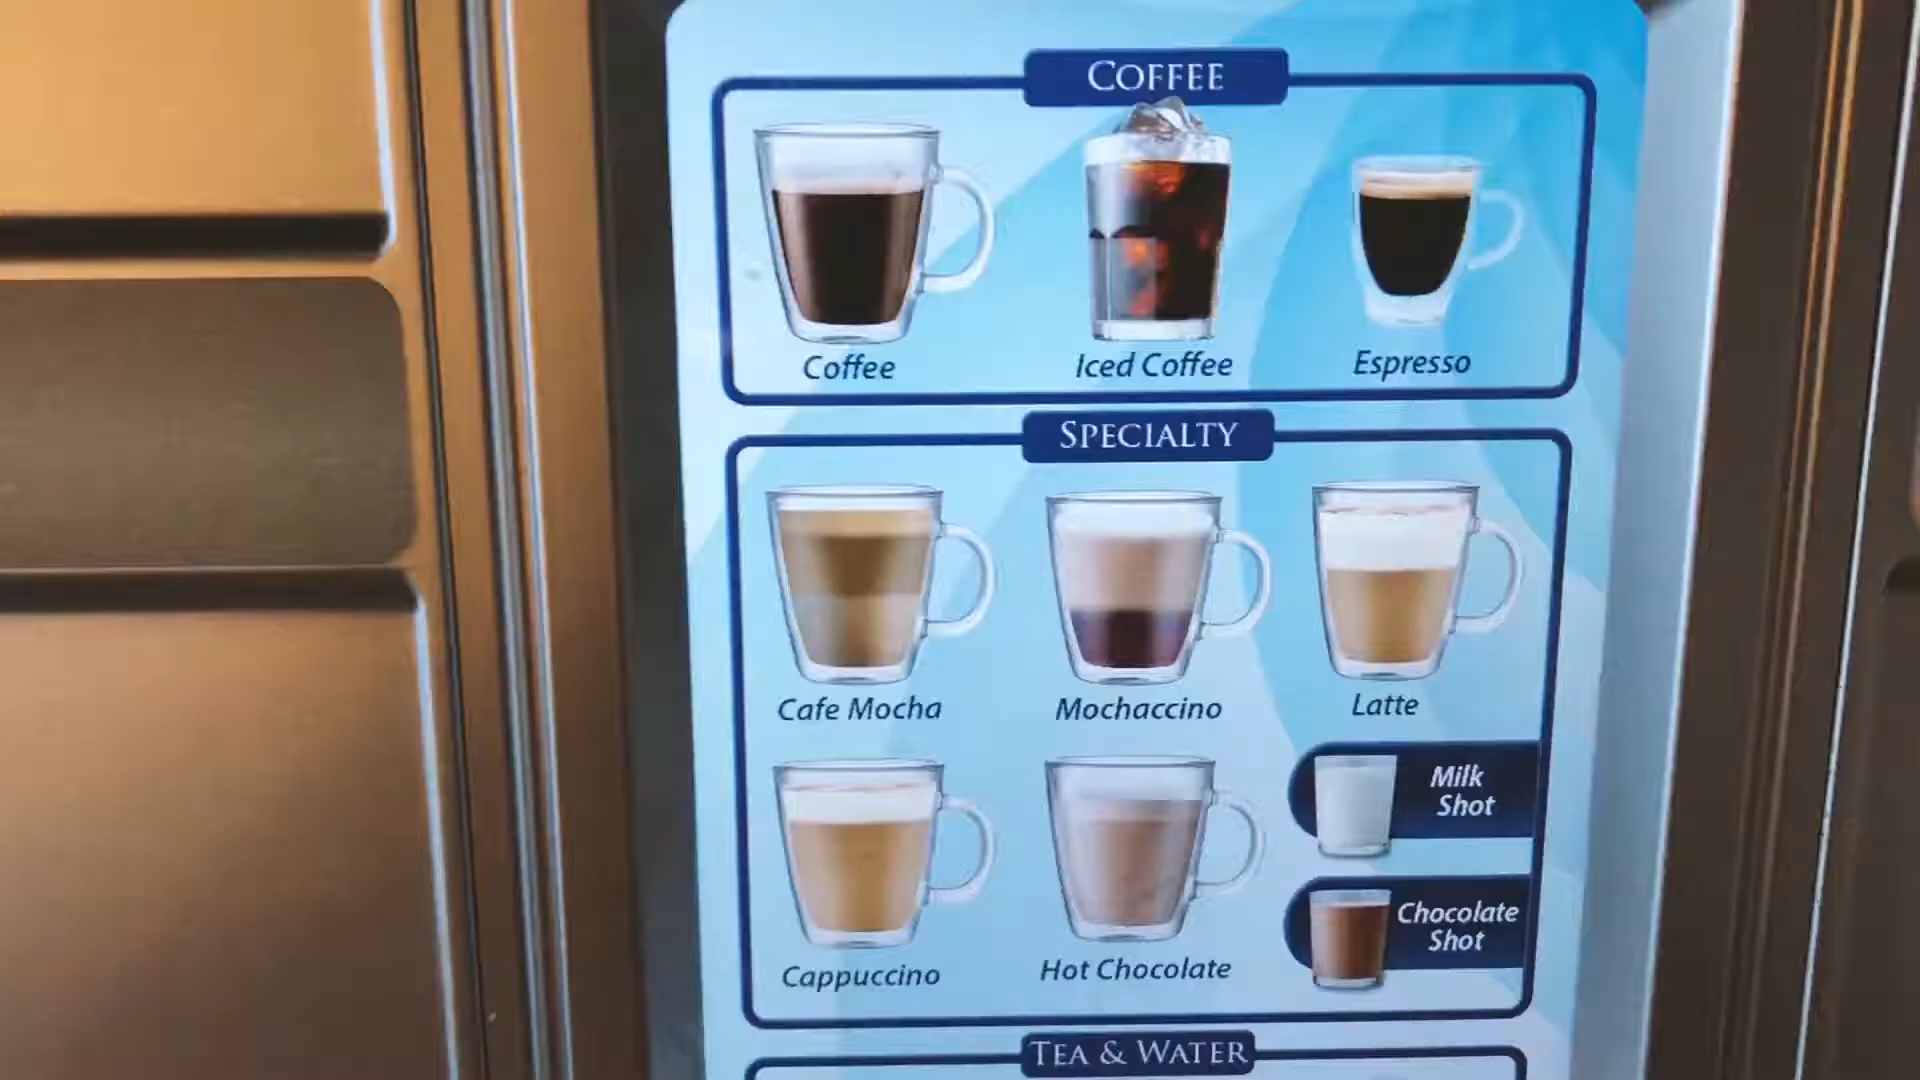 COFFEE
Coffee
Iced Coffee
Espresso
SPECIALTY
Cafe Mocha
Mochaccino
Latte
Cappuccino
Hot Chocolate
Milk
Shot
Chocolate
Shot
TEA & WATER